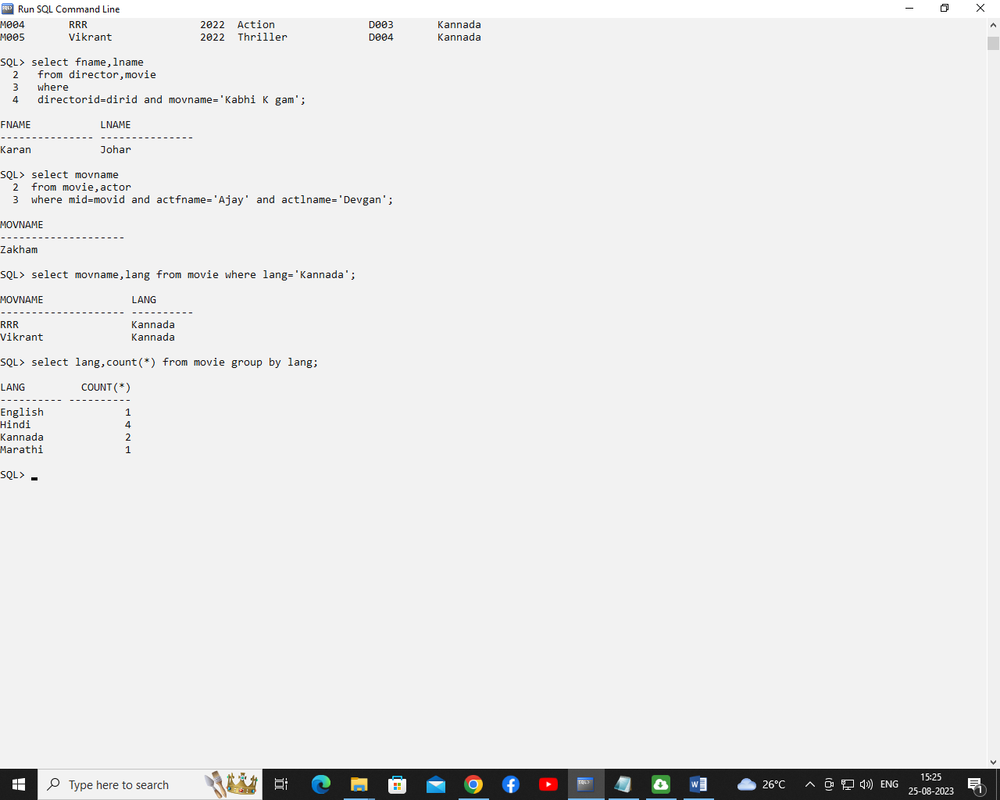 Run SQL Command Line
M004       RRR                  2022  Action               D003       Kannada
M005       Vikrant              2022  Thriller             D004       Kannada
SQL> select fname,lname
  2   from director,movie
  3   where
  4   directorid=dirid and movname='Kabhi K gam';
FNAME           LNAME
--------------- ---------------
Karan           Johar
SQL> select movname
  2  from movie,actor
  3  where mid=movid and actfname='Ajay' and actlname='Devgan';
MOVNAME
--------------------
Zakham
SQL> select movname,lang from movie where lang='Kannada';
MOVNAME              LANG
-------------------- ----------
RRR                  Kannada
Vikrant              Kannada
SQL> select lang,count(*) from movie group by lang;
LANG         COUNT(*)
---------- ----------
English             1
Hindi               4
Kannada             2
Marathi             1
SQL>
Type here to search
26°C
ENG
15:25
25-08-2023
1